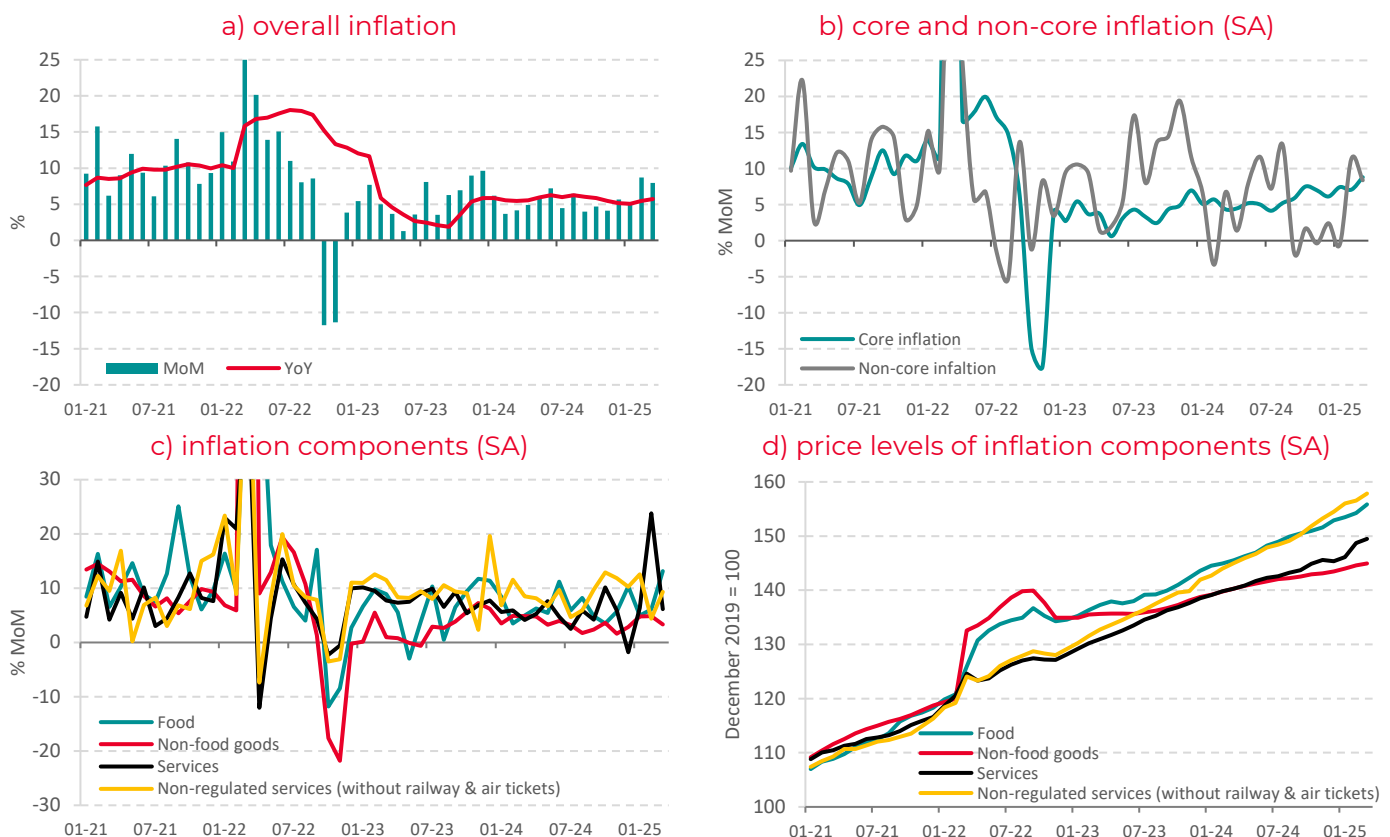 a) overall inflation
25
20
15
10
5
0
-5
-10
-15
-20
%
MoM
YoY
01-21 07-21 01-22 07-22 01-23 07-23 01-24 07-24 01-25
b) core and non-core inflation (SA)
25
20
15
10
5
0
-5
-10
-15
-20
% MoM
Core inflation
Non-core infaltion
01-21 07-21 01-22 07-22 01-23 07-23 01-24 07-24 01-25
c) inflation components (SA)
30
20
10
0
-10
-20
-30
% MoM
Food
Non-food goods
Services
Non-regulated services (without railway & air tickets)
01-21 07-21 01-22 07-22 01-23 07-23 01-24 07-24 01-25
d) price levels of inflation components (SA)
160
150
140
130
120
110
100
December 2019 = 100
Food
Non-food goods
Services
Non-regulated services (without railway & air tickets)
01-21 07-21 01-22 07-22 01-23 07-23 01-24 07-24 01-25